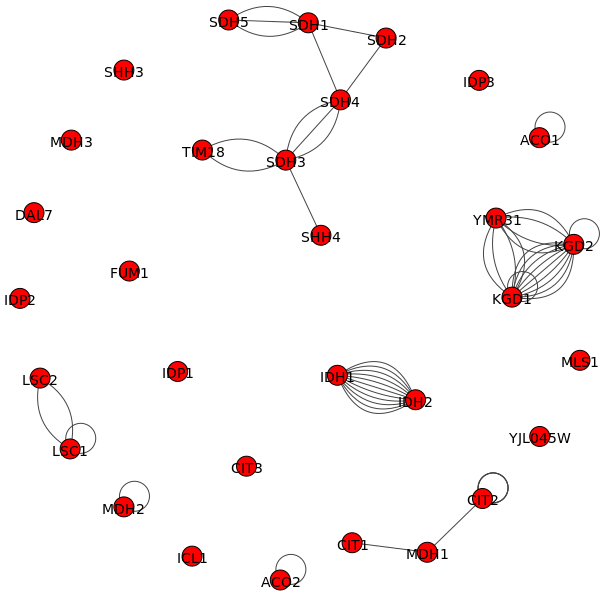 SDH5
SDH1
SDH2
SHH3
IDP3
SDH4
MDH3
ACO1
TIM18
SDH3
DAL7
YMR31
SHH4
KGD2
FUM1
IDP2
KGD1
MLS1
IDP1
IDH1
LSC2
IDH2
YJL045W
LSC1
CIT3
CIT2
MDH2
CIT1
MDH1
ICL1
ACO2